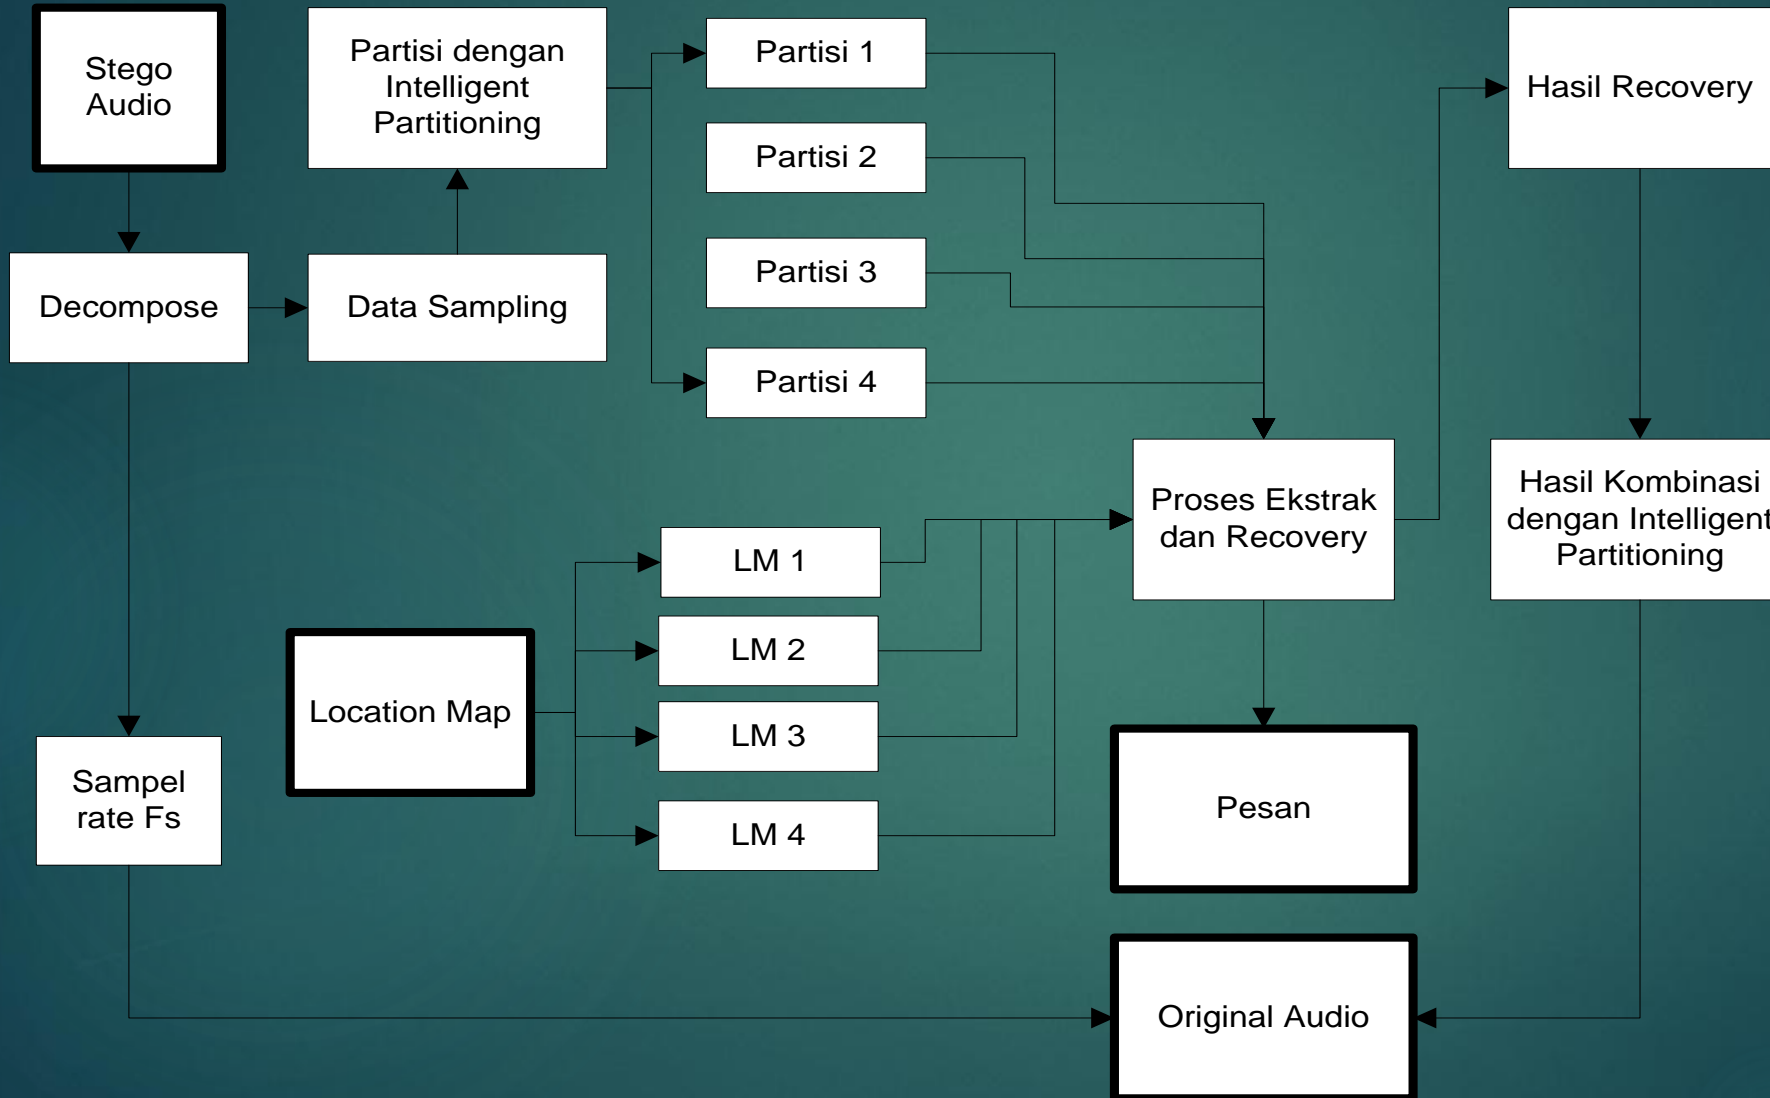 Stego
Audio
Partisi dengan
Intelligent
Partitioning
Partisi 1
Partisi 2
Partisi 3
Partisi 4
Hasil Recovery
Decompose
Data Sampling
Proses Ekstrak
dan Recovery
Hasil Kombinasi
dengan Intelligent
Partitioning
LM 1
LM 2
LM 3
LM 4
Location Map
Sampel
rate Fs
Pesan
Original Audio